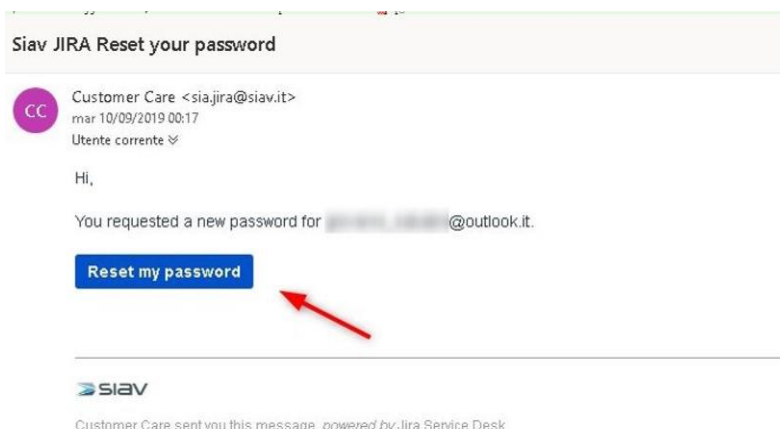 Siav JIRA Reset your password
CC
Customer Care <sia.jira@siav.it>
mar 10/09/2019 00:17
Utente corrente
Hi,
You requested a new password for @outlook.it.
Reset my password
SIAV
Customer Care sent you this message, powered by Jira Service Desk